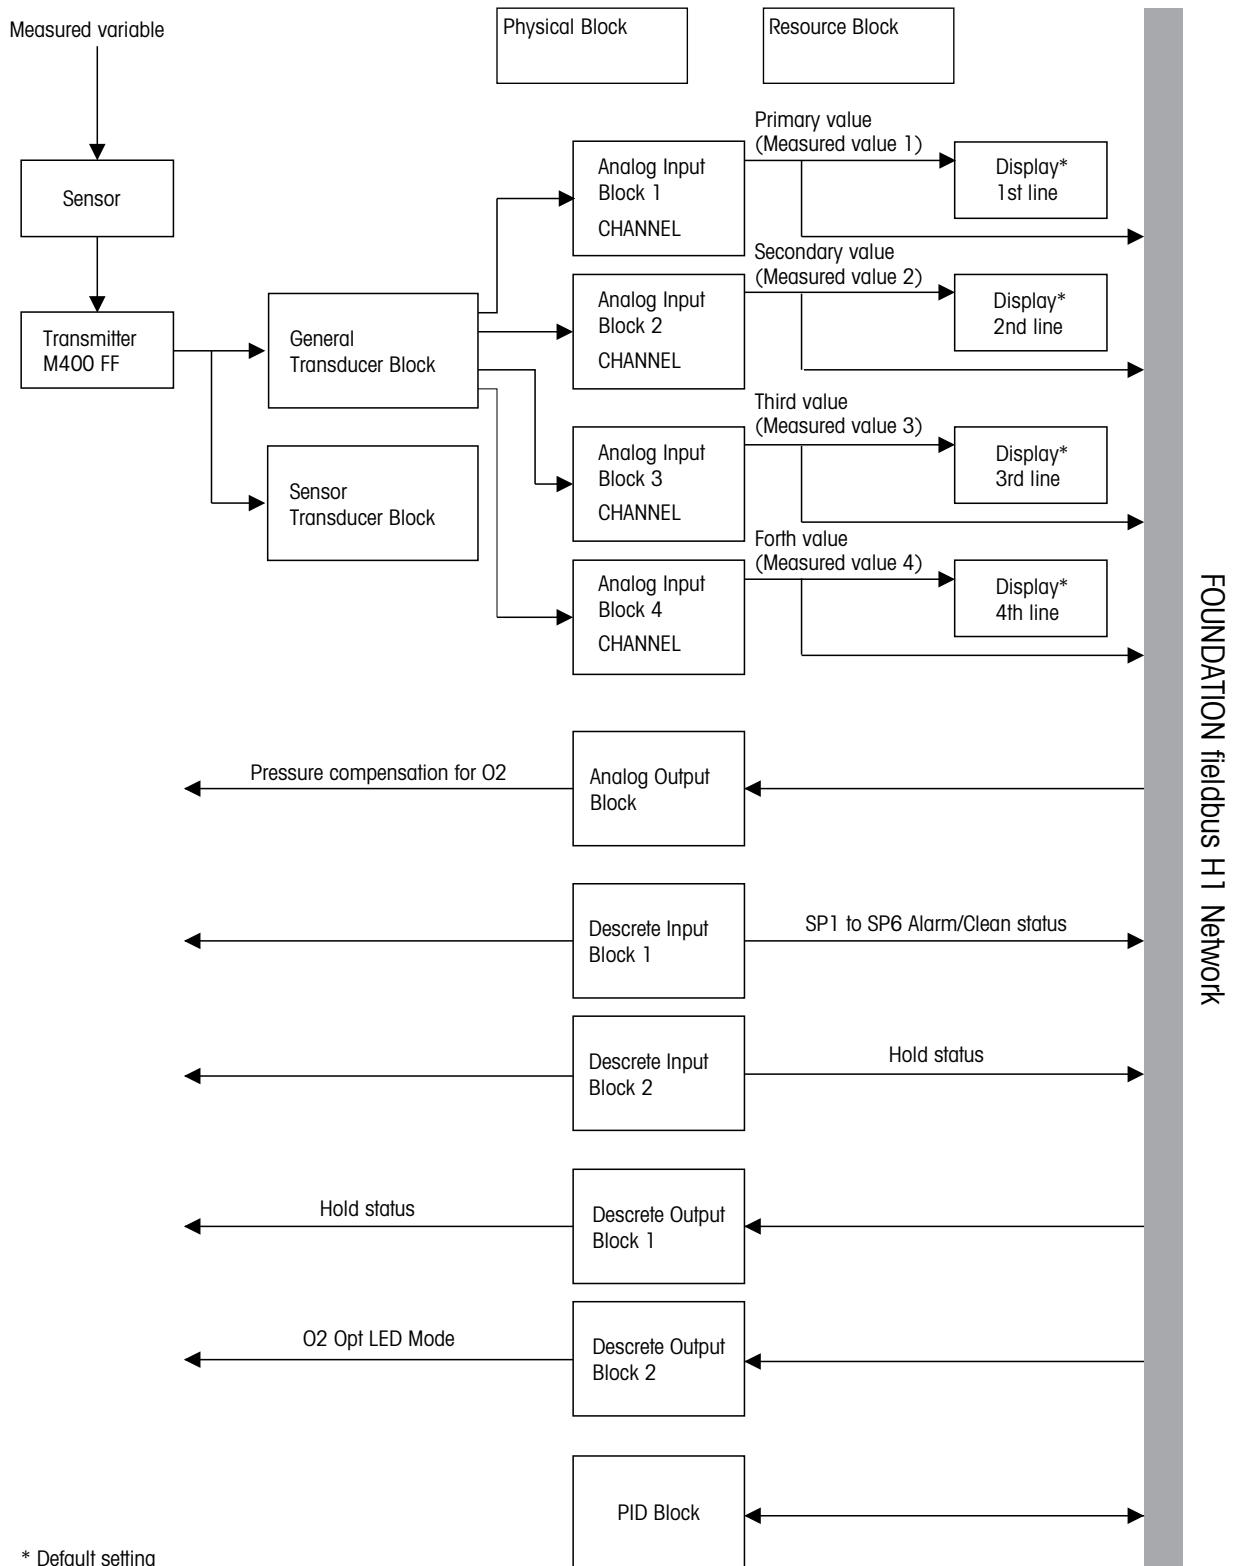 Measured variable
Physical Block
Resource Block
Sensor
Transmitter
M400 FF
General
Transducer Block
Sensor
Transducer Block
Analog Input
Block 1
CHANNEL
Primary value
(Measured value 1)
Display*
1st line
Analog Input
Block 2
CHANNEL
Secondary value
(Measured value 2)
Display*
2nd line
Analog Input
Block 3
CHANNEL
Third value
(Measured value 3)
Display*
3rd line
Analog Input
Block 4
CHANNEL
Forth value
(Measured value 4)
Display*
4th line
FOUNDATION fieldbus H1 Network
Pressure compensation for O2
Analog Output
Block
Descrete Input
Block 1
SP1 to SP6 Alarm/Clean status
Descrete Input
Block 2
Hold status
Hold status
Descrete Output
Block 1
O2 Opt LED Mode
Descrete Output
Block 2
PID Block
* Default setting